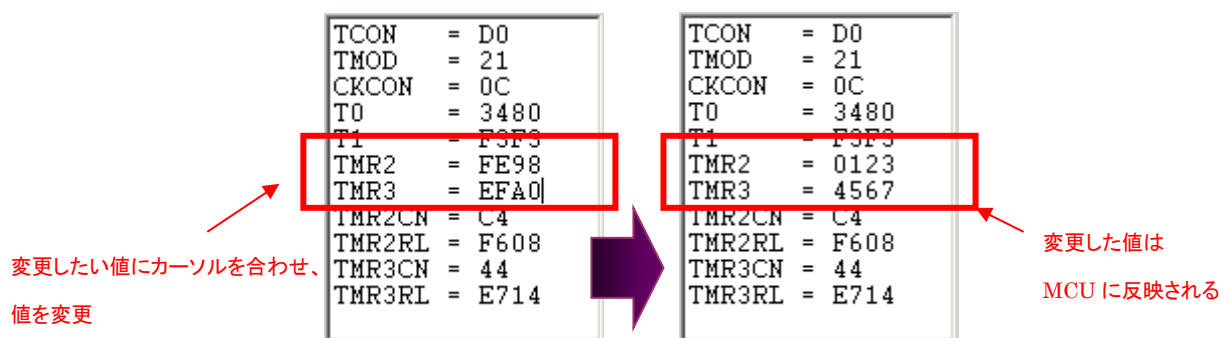 TCON = D0
TMOD = 21
CKCON = 0C
T0 = 3480
T1 = F3F3
TMR2 = FE98
TMR3 = EFA0
TMR2CN = C4
TMR2RL = F608
TMR3CN = 44
TMR3RL = E714
TCON = D0
TMOD = 21
CKCON = 0C
T0 = 3480
T1 = F3F3
TMR2 = 0123
TMR3 = 4567
TMR2CN = C4
TMR2RL = F608
TMR3CN = 44
TMR3RL = E714
変更したい値にカーソルを合わせ、
値を変更
変更した値は
MCU に反映される